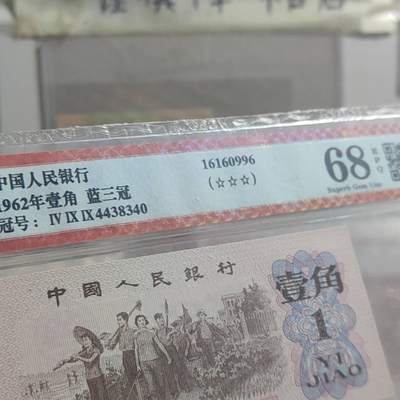 中国人民银行
1962年壹角 蓝三冠
冠号：IV IX IX 4438340
16160996
(☆☆☆)
68
EPQ
Superb Gem Unc
中國人民銀行
壹角
1
YI
JIAO